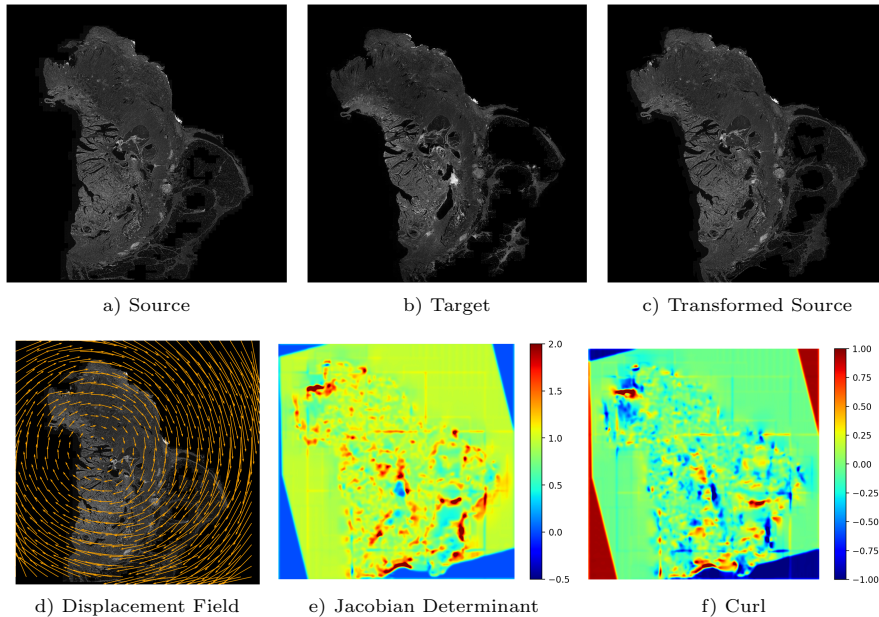 a) Source
b) Target
c) Transformed Source
2.0
1.5
1.0
0.5
0.0
−0.5
1.00
0.75
0.50
0.25
0.00
−0.25
−0.50
−0.75
−1.00
d) Displacement Field
e) Jacobian Determinant
f) Curl